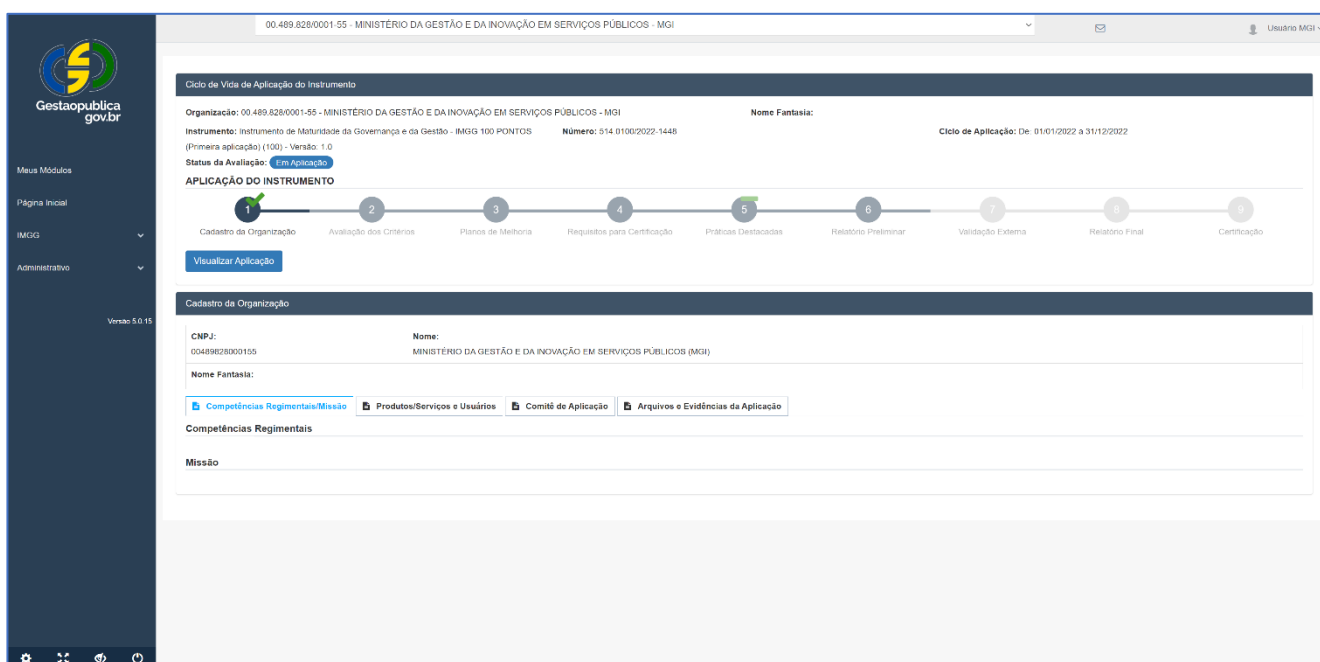 00.489.828/0001-55 - MINISTÉRIO DA GESTÃO E DA INOVAÇÃO EM SERVIÇOS PÚBLICOS - MGI
Usuário MGI
Gestaopublica
gov.br
Meus Módulos
Página Inicial
IMGG
Administrativo
Versão 5.0.15
Ciclo de Vida de Aplicação do Instrumento
Organização: 00.489.828/0001-55 - MINISTÉRIO DA GESTÃO E DA INOVAÇÃO EM SERVIÇOS PÚBLICOS - MGI Nome Fantasia:
Instrumento: Instrumento de Maturidade da Governança e da Gestão - IMGG 100 PONTOS Número: 514.0100/2022-1448 Ciclo de Aplicação: De: 01/01/2022 a 31/12/2022
(Primeira aplicação) (100) - Versão: 1.0
Status da Avaliação: Em Aplicação
APLICAÇÃO DO INSTRUMENTO
1 2 3 4 5 6 7 8 9
Cadastro da Organização Avaliação dos Critérios Planos de Melhoria Requisitos para Certificação Práticas Destacadas Relatório Preliminar Validação Externa Relatório Final Certificação
Visualizar Aplicação
Cadastro da Organização
CNPJ: Nome:
00489828000155 MINISTÉRIO DA GESTÃO E DA INOVAÇÃO EM SERVIÇOS PÚBLICOS (MGI)
Nome Fantasia:
Competências Regimentais/Missão Produtos/Serviços e Usuários Comitê de Aplicação Arquivos e Evidências da Aplicação
Competências Regimentais
Missão